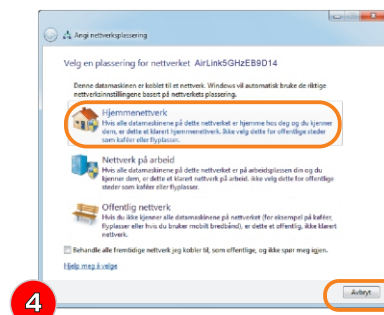 Angi nettverksplassering
Velg en plassering for nettverket AirLink5GHzEB9D14
Denne datamaskinen er koblet til et nettverk. Windows vil automatisk bruke de riktige
nettverksinnstillingene basert på nettverkets plassering.
Hjemmenettverk
Hvis alle datamaskinene på dette nettverket er hjemme hos deg og du kjenner
dem, er dette et klarert hjemmenettverk. Ikke velg dette for offentlige steder
som kaféer eller flyplasser.
Nettverk på arbeid
Hvis alle datamaskinene på dette nettverket er på arbeidsplassen din og du
kjenner dem, er dette et klarert nettverk på arbeid. Ikke velg dette for offentlige
steder som kaféer eller flyplasser.
Offentlig nettverk
Hvis du ikke kjenner alle datamaskinene på nettverket (for eksempel på kaféer,
flyplasser eller hvis du bruker mobilt bredbånd), er dette et offentlig, ikke klarert
nettverk.
Behandle alle fremtidige nettverk jeg kobler til, som offentlige, og ikke spør meg igjen.
Hjelp meg å velge
Avbryt
4